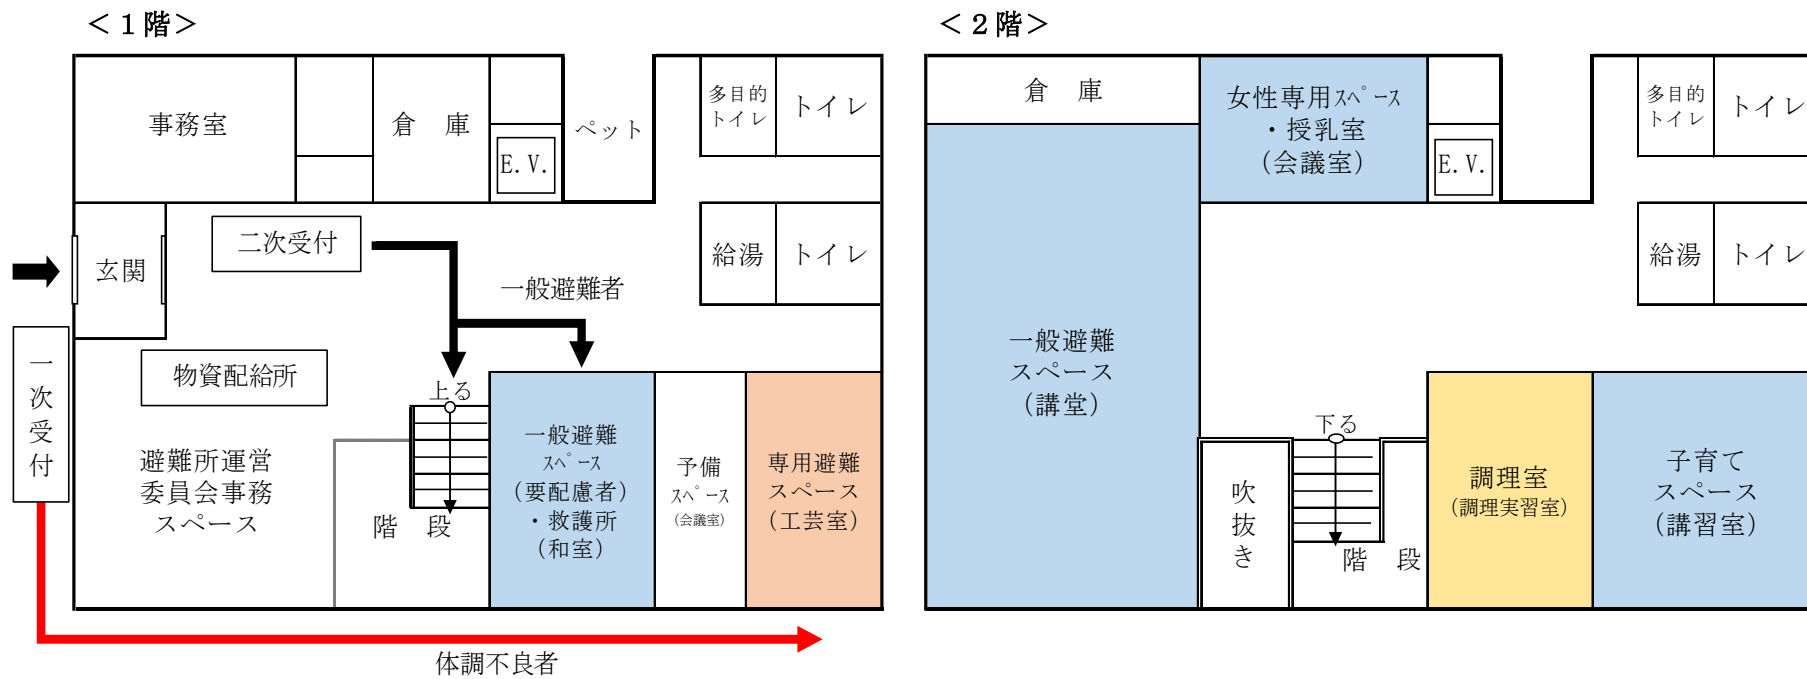 ＜１階＞
事務室
倉　庫
E.V.
ペット
多目的
トイレ
トイレ
玄関
二次受付
一般避難者
給湯
トイレ
一次受付
物資配給所
上る
避難所運営
委員会事務
スペース
階　段
一般避難
ｽﾍﾟｰｽ
（要配慮者）
・救護所
（和室）
予備
ｽﾍﾟｰｽ
（会議室）
専用避難
スペース
（工芸室）
体調不良者
＜２階＞
倉　庫
女性専用ｽﾍﾟｰｽ
・授乳室
（会議室）
E.V.
多目的
トイレ
トイレ
給湯
トイレ
一般避難
スペース
（講堂）
下る
吹抜き
階　段
調理室
（調理実習室）
子育て
スペース
（講習室）